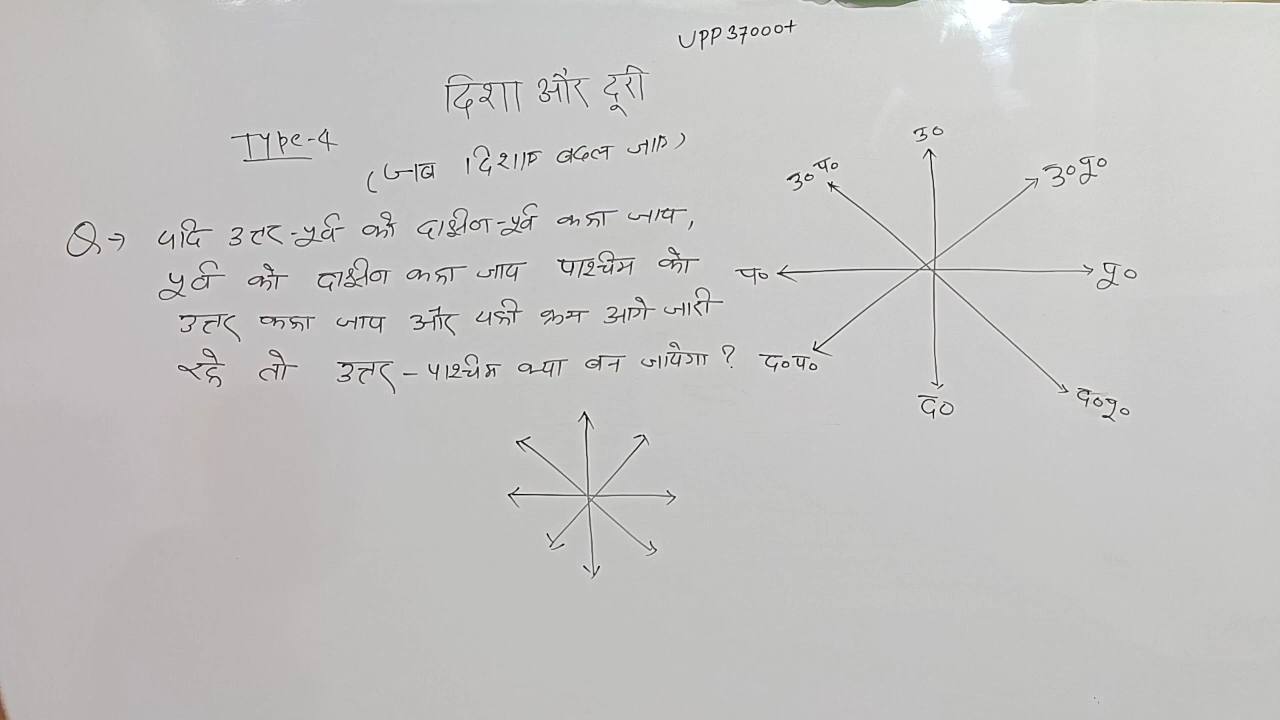 UPP 37000+
दिशा और दूरी
Type-4
(जब दिशाए बदल जाए)
Q→ यदि उत्तर-पूर्व को दक्षिण-पूर्व कहा जाय,
पूर्व को दक्षिण कहा जाय पश्चिम को
उत्तर कहा जाय और यही क्रम आगे जारी
रहे तो उत्तर-पश्चिम क्या बन जायेगा ?
उ०
उ०प०
उ०पू०
प०
पू०
द०प०
द०
द०पू०